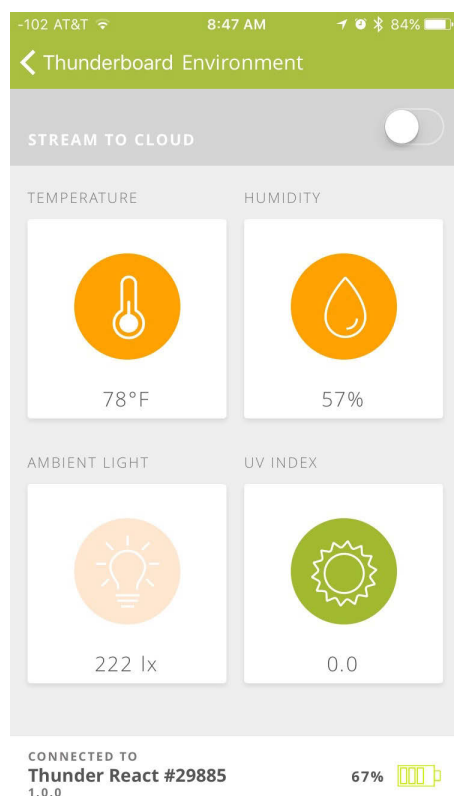 -102 AT&T 8:47 AM 84%
Thunderboard Environment
STREAM TO CLOUD
TEMPERATURE HUMIDITY
78°F 57%
AMBIENT LIGHT UV INDEX
222 lx 0.0
CONNECTED TO
Thunder React #29885 67%
1.0.0